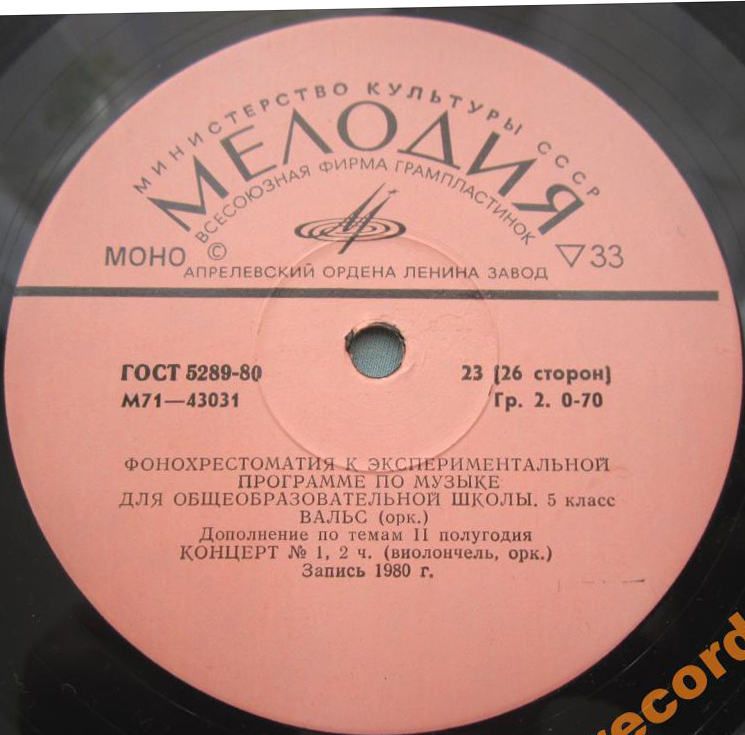 МИНИСТЕРСТВО КУЛЬТУРЫ СССР
МЕЛОДИЯ
ВСЕСОЮЗНАЯ ФИРМА ГРАМПЛАСТИНОК
МОНО © ▽33
АПРЕЛЕВСКИЙ ОРДЕНА ЛЕНИНА ЗАВОД
ГОСТ 5289-80 23 (26 сторон)
М71—43031 Гр. 2. 0-70
ФОНОХРЕСТОМАТИЯ К ЭКСПЕРИМЕНТАЛЬНОЙ
ПРОГРАММЕ ПО МУЗЫКЕ
ДЛЯ ОБЩЕОБРАЗОВАТЕЛЬНОЙ ШКОЛЫ. 5 класс
ВАЛЬС (орк.)
Дополнение по темам II полугодия
КОНЦЕРТ № 1, 2 ч. (виолончель, орк.)
Запись 1980 г.
record